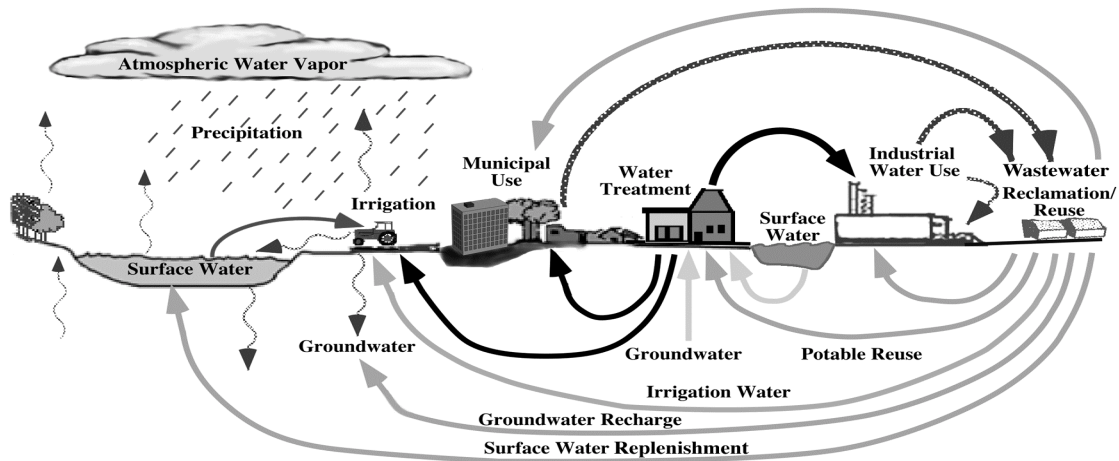 Atmospheric Water Vapor
Precipitation
Irrigation
Municipal
Use
Water
Treatment
Industrial
Water Use
Wastewater
Reclamation/
Reuse
Surface
Water
Surface Water
Groundwater
Groundwater
Potable Reuse
Irrigation Water
Groundwater Recharge
Surface Water Replenishment